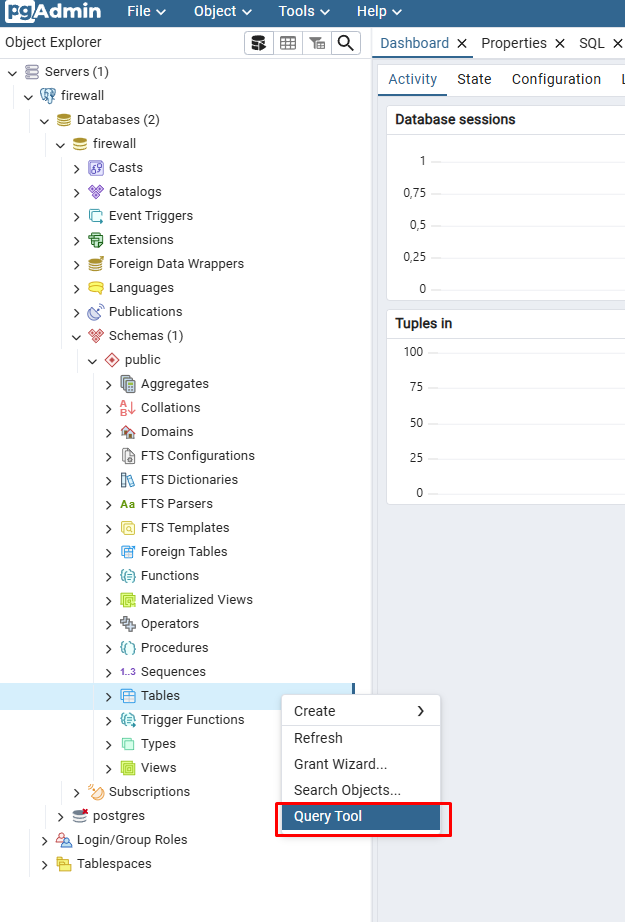 pgAdmin File Object Tools Help
Object Explorer
Dashboard Properties SQL
Activity State Configuration
Servers (1)
firewall
Databases (2)
firewall
Casts
Catalogs
Event Triggers
Extensions
Foreign Data Wrappers
Languages
Publications
Schemas (1)
public
Aggregates
Collations
Domains
FTS Configurations
FTS Dictionaries
Aa FTS Parsers
FTS Templates
Foreign Tables
Functions
Materialized Views
Operators
Procedures
1..3 Sequences
Tables
Trigger Functions
Types
Views
Subscriptions
postgres
Login/Group Roles
Tablespaces
Database sessions
1
0,75
0,5
0,25
0
Tuples in
100
75
50
25
0
Create
Refresh
Grant Wizard...
Search Objects...
Query Tool